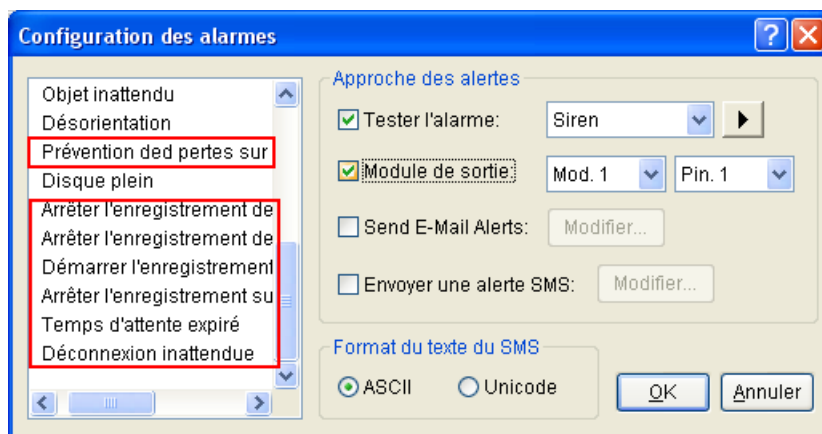 Configuration des alarmes
Objet inattendu
Désorientation
Prévention ded pertes sur
Disque plein
Arrêter l'enregistrement de
Arrêter l'enregistrement de
Démarrer l'enregistrement
Arrêter l'enregistrement su
Temps d'attente expiré
Déconnexion inattendue
Approche des alertes
Tester l'alarme: Siren
Module de sortie: Mod. 1 Pin. 1
Send E-Mail Alerts: Modifier...
Envoyer une alerte SMS: Modifier...
Format du texte du SMS
ASCII Unicode
OK Annuler